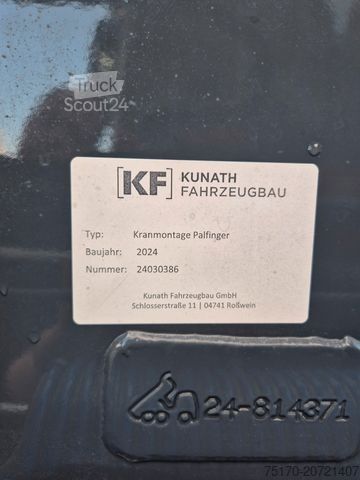 Truck
Scout24
[KF] KUNATH
FAHRZEUGBAU
Typ: Kranmontage Palfinger
Baujahr: 2024
Nummer: 24030386
Kunath Fahrzeugbau GmbH
Schlosserstraße 11 | 04741 Roßwein
24-814371
75170-20721407